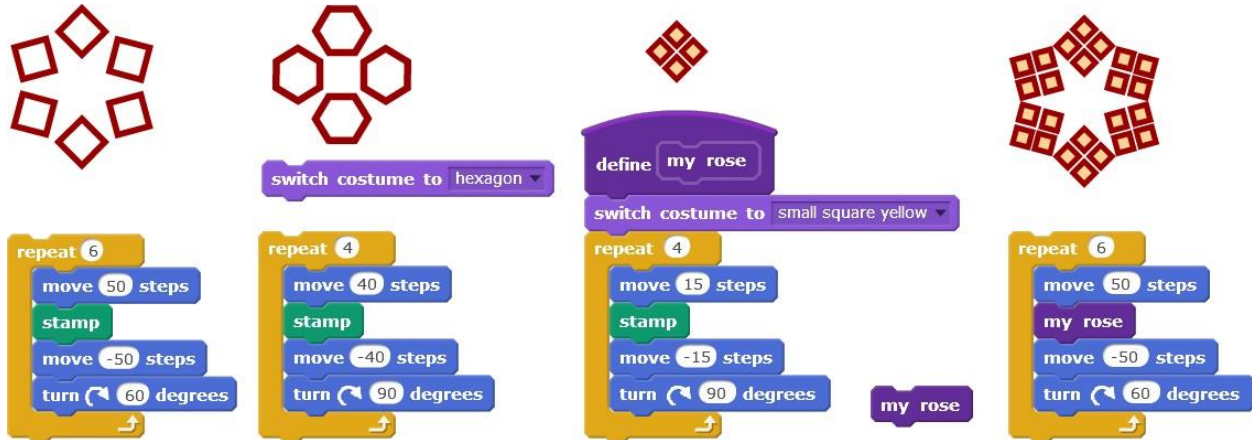 switch costume to hexagon
define my rose
switch costume to small square yellow
repeat 6
move 50 steps
stamp
move -50 steps
turn 60 degrees
repeat 4
move 40 steps
stamp
move -40 steps
turn 90 degrees
repeat 4
move 15 steps
stamp
move -15 steps
turn 90 degrees
my rose
repeat 6
move 50 steps
my rose
move -50 steps
turn 60 degrees